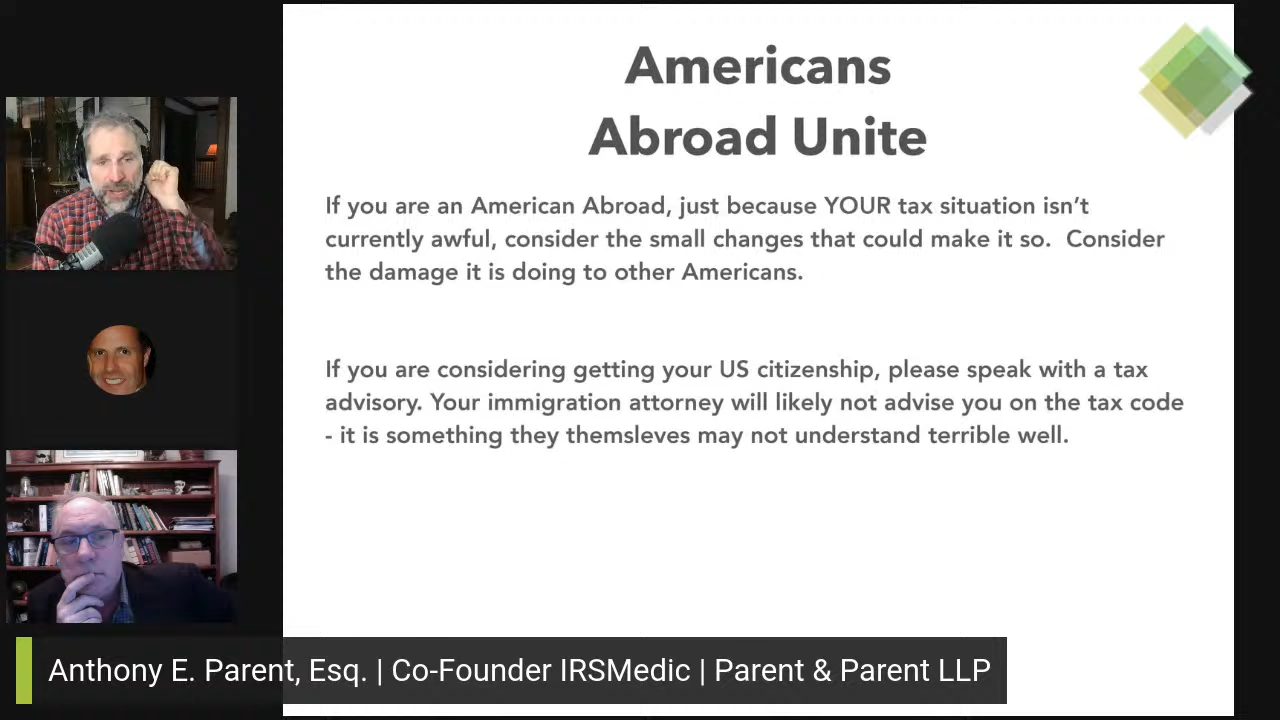 Americans
Abroad Unite
If you are an American Abroad, just because YOUR tax situation isn't
currently awful, consider the small changes that could make it so.  Consider
the damage it is doing to other Americans.
If you are considering getting your US citizenship, please speak with a tax
advisory. Your immigration attorney will likely not advise you on the tax code
- it is something they themsleves may not understand terrible well.
Anthony E. Parent, Esq. | Co-Founder IRSMedic | Parent & Parent LLP